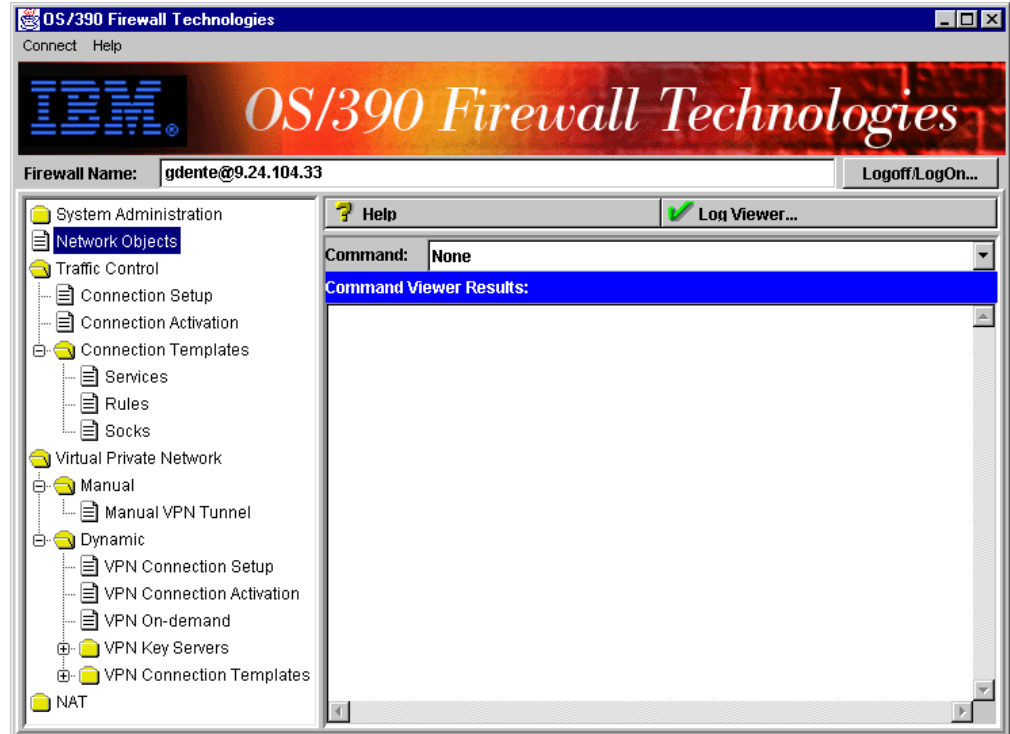 OS/390 Firewall Technologies
Connect Help
IBM® OS/390 Firewall Technologies
Firewall Name: gdente@9.24.104.33 Logoff/LogOn...
System Administration
Network Objects
Traffic Control
Connection Setup
Connection Activation
Connection Templates
Services
Rules
Socks
Virtual Private Network
Manual
Manual VPN Tunnel
Dynamic
VPN Connection Setup
VPN Connection Activation
VPN On-demand
VPN Key Servers
VPN Connection Templates
NAT
Help Log Viewer...
Command: None
Command Viewer Results: